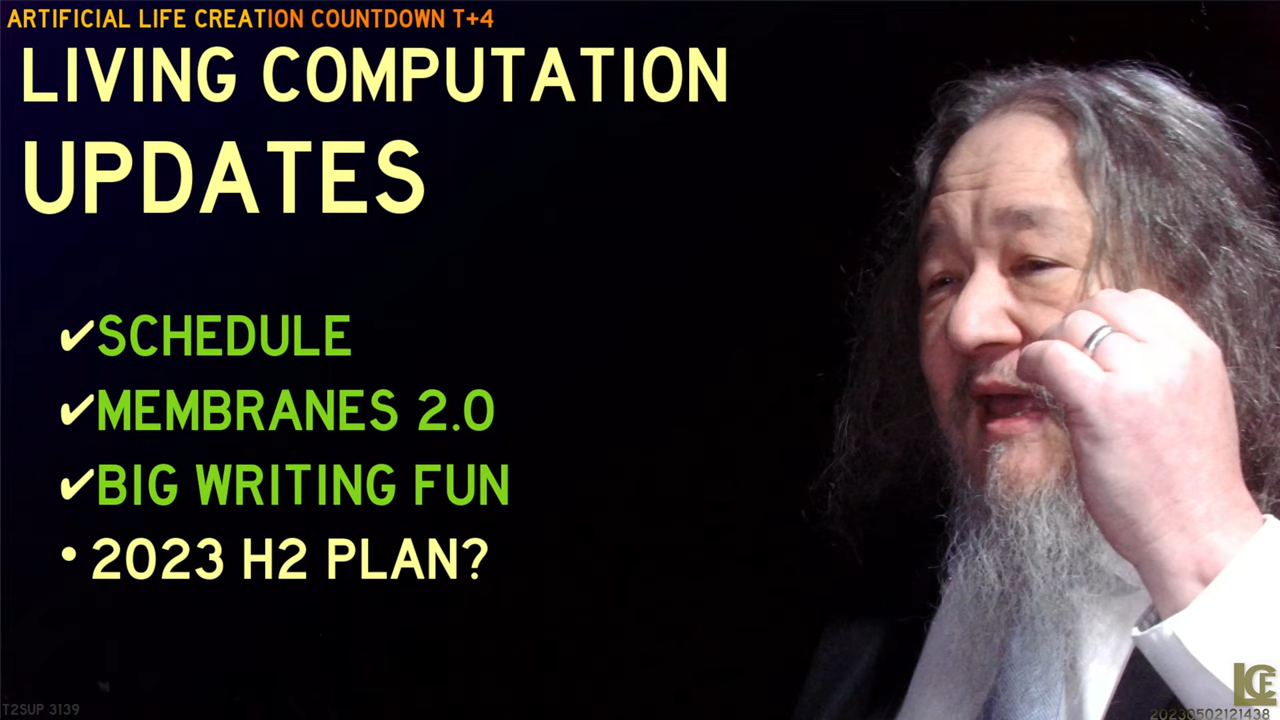 ARTIFICIAL LIFE CREATION COUNTDOWN T+4
LIVING COMPUTATION
UPDATES
✔SCHEDULE
✔MEMBRANES 2.0
✔BIG WRITING FUN
• 2023 H2 PLAN?
T2SUP 3139
20230502121438